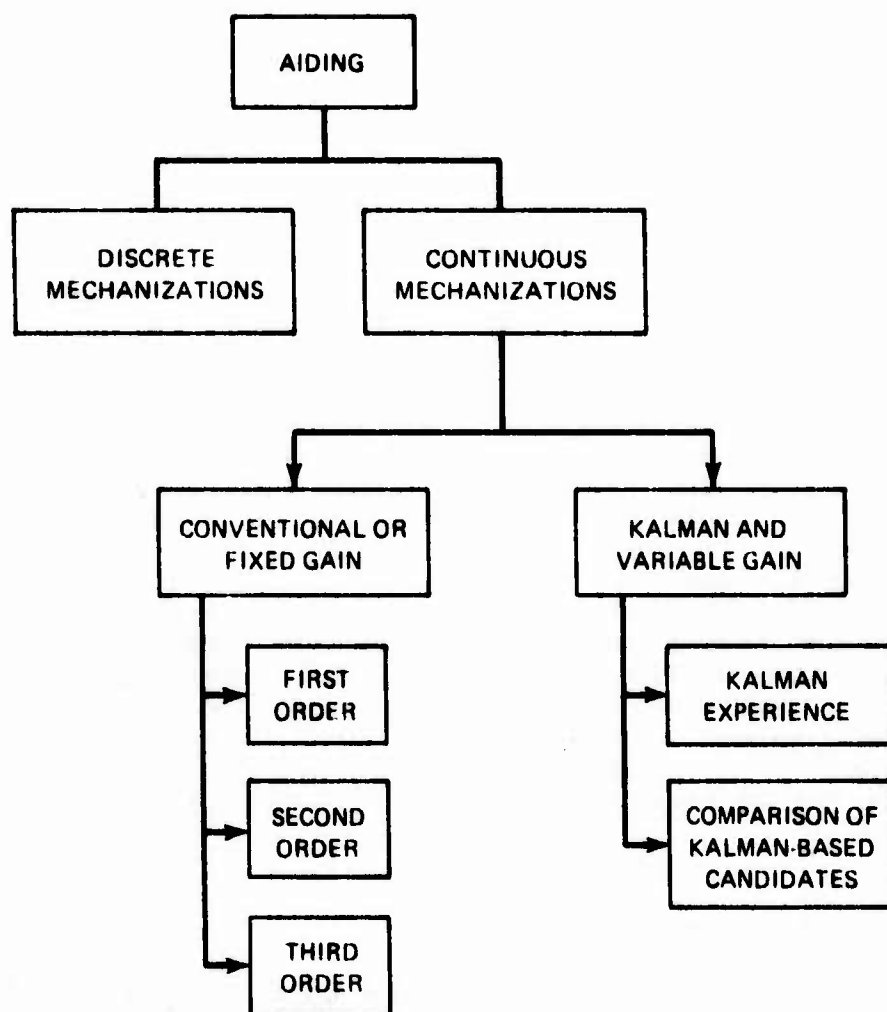 AIDING
DISCRETE
MECHANIZATIONS
CONTINUOUS
MECHANIZATIONS
CONVENTIONAL OR
FIXED GAIN
KALMAN AND
VARIABLE GAIN
FIRST
ORDER
SECOND
ORDER
THIRD
ORDER
KALMAN
EXPERIENCE
COMPARISON OF
KALMAN-BASED
CANDIDATES